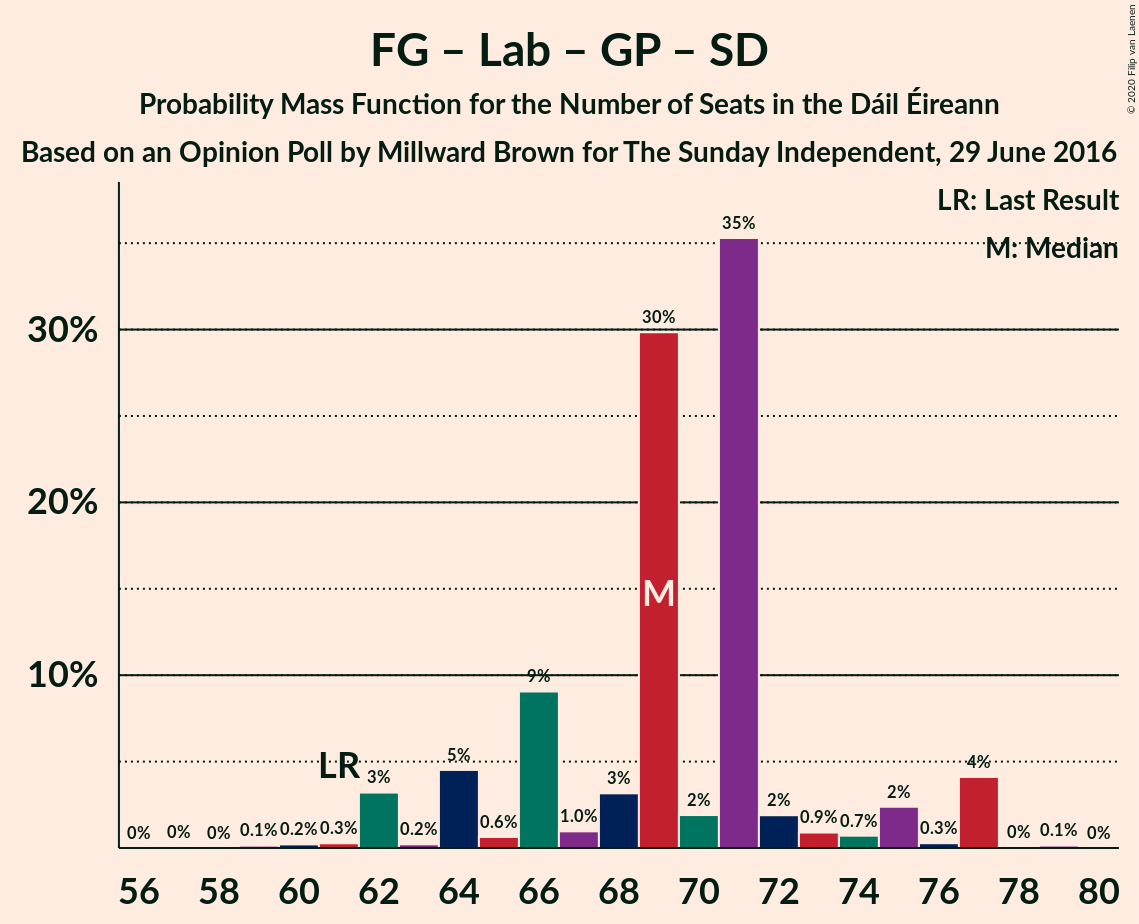 FG – Lab – GP – SD
Probability Mass Function for the Number of Seats in the Dáil Éireann
Based on an Opinion Poll by Millward Brown for The Sunday Independent, 29 June 2016
© 2020 Filip van Laenen
LR: Last Result
M: Median
30%
20%
10%
0% 0% 0% 0.1% 0.2% 0.3% 3% 0.2% 5% 0.6% 9% 1.0% 3% 30% 2% 35% 2% 0.9% 0.7% 2% 0.3% 4% 0% 0.1% 0%
LR
M
56 58 60 62 64 66 68 70 72 74 76 78 80